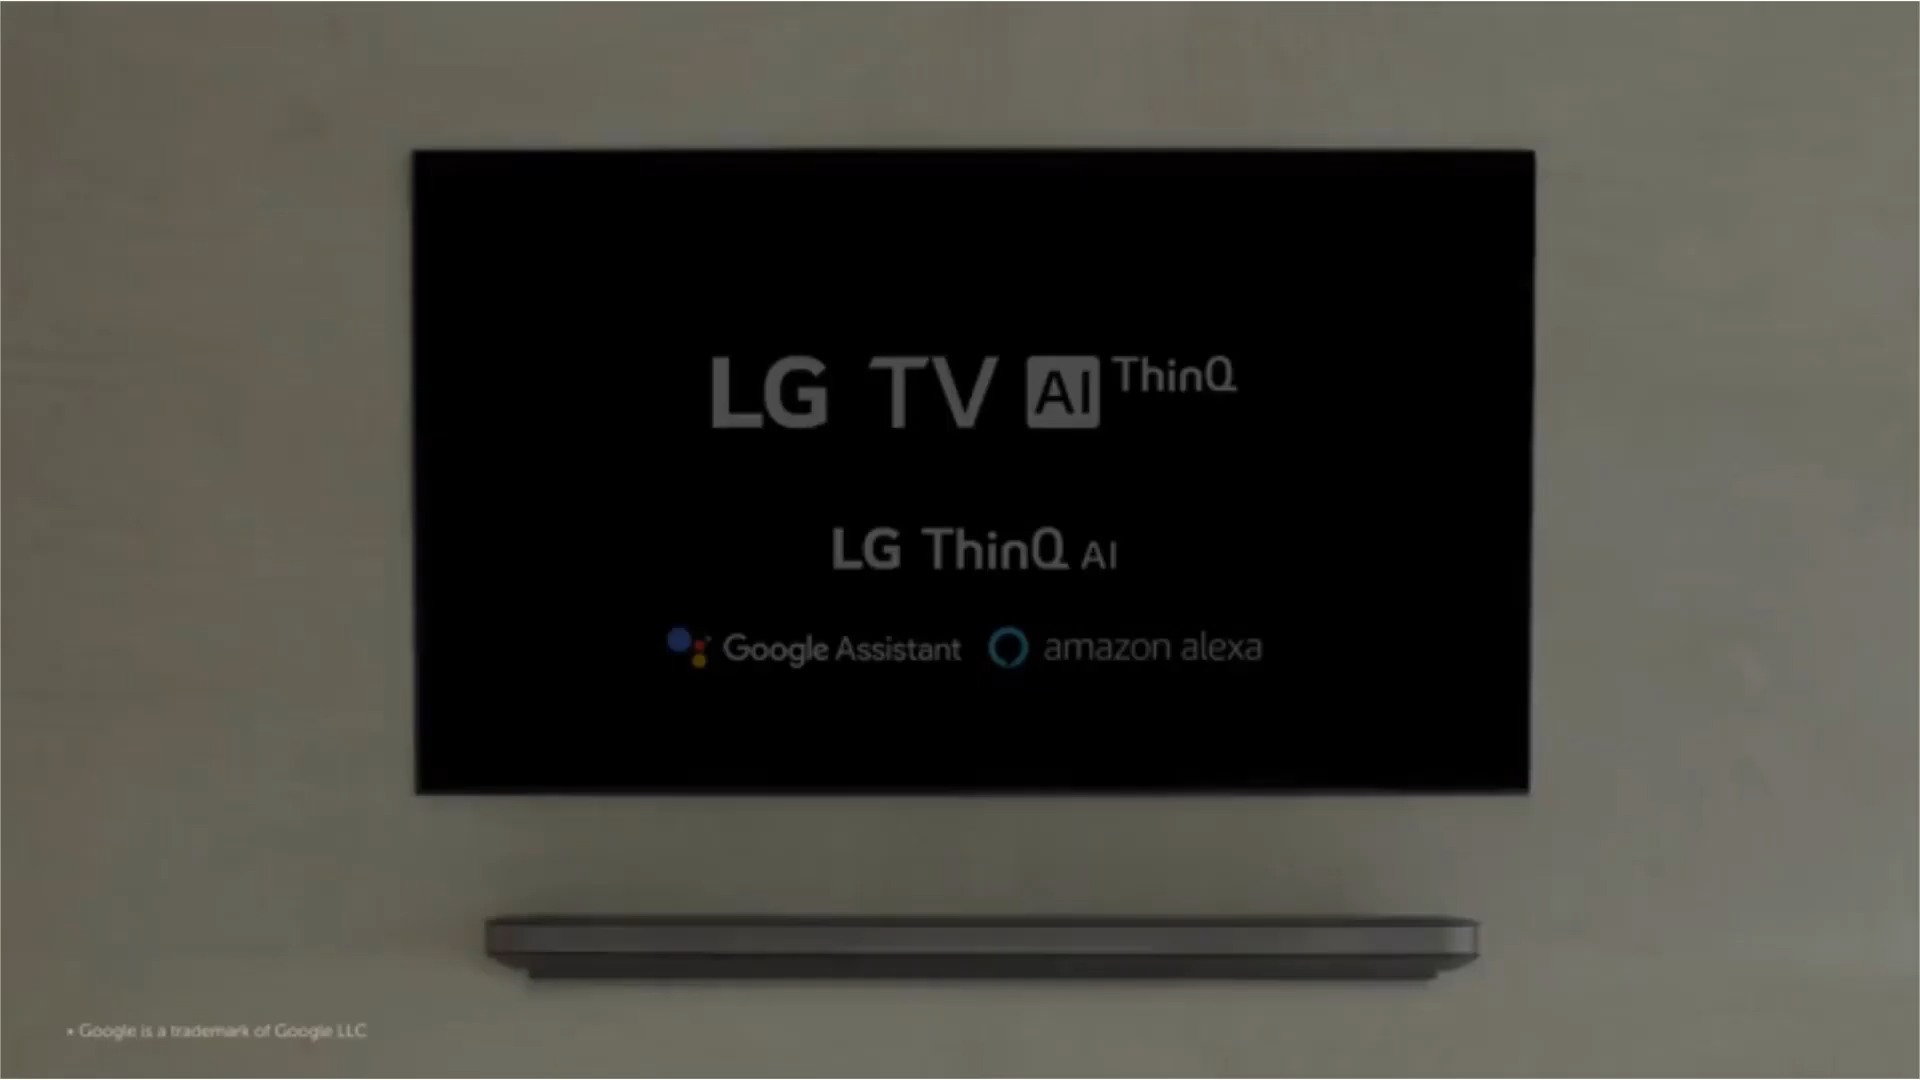 LG TV AI ThinQ
LG ThinQ AI
Google Assistant amazon alexa
• Google is a trademark of Google LLC